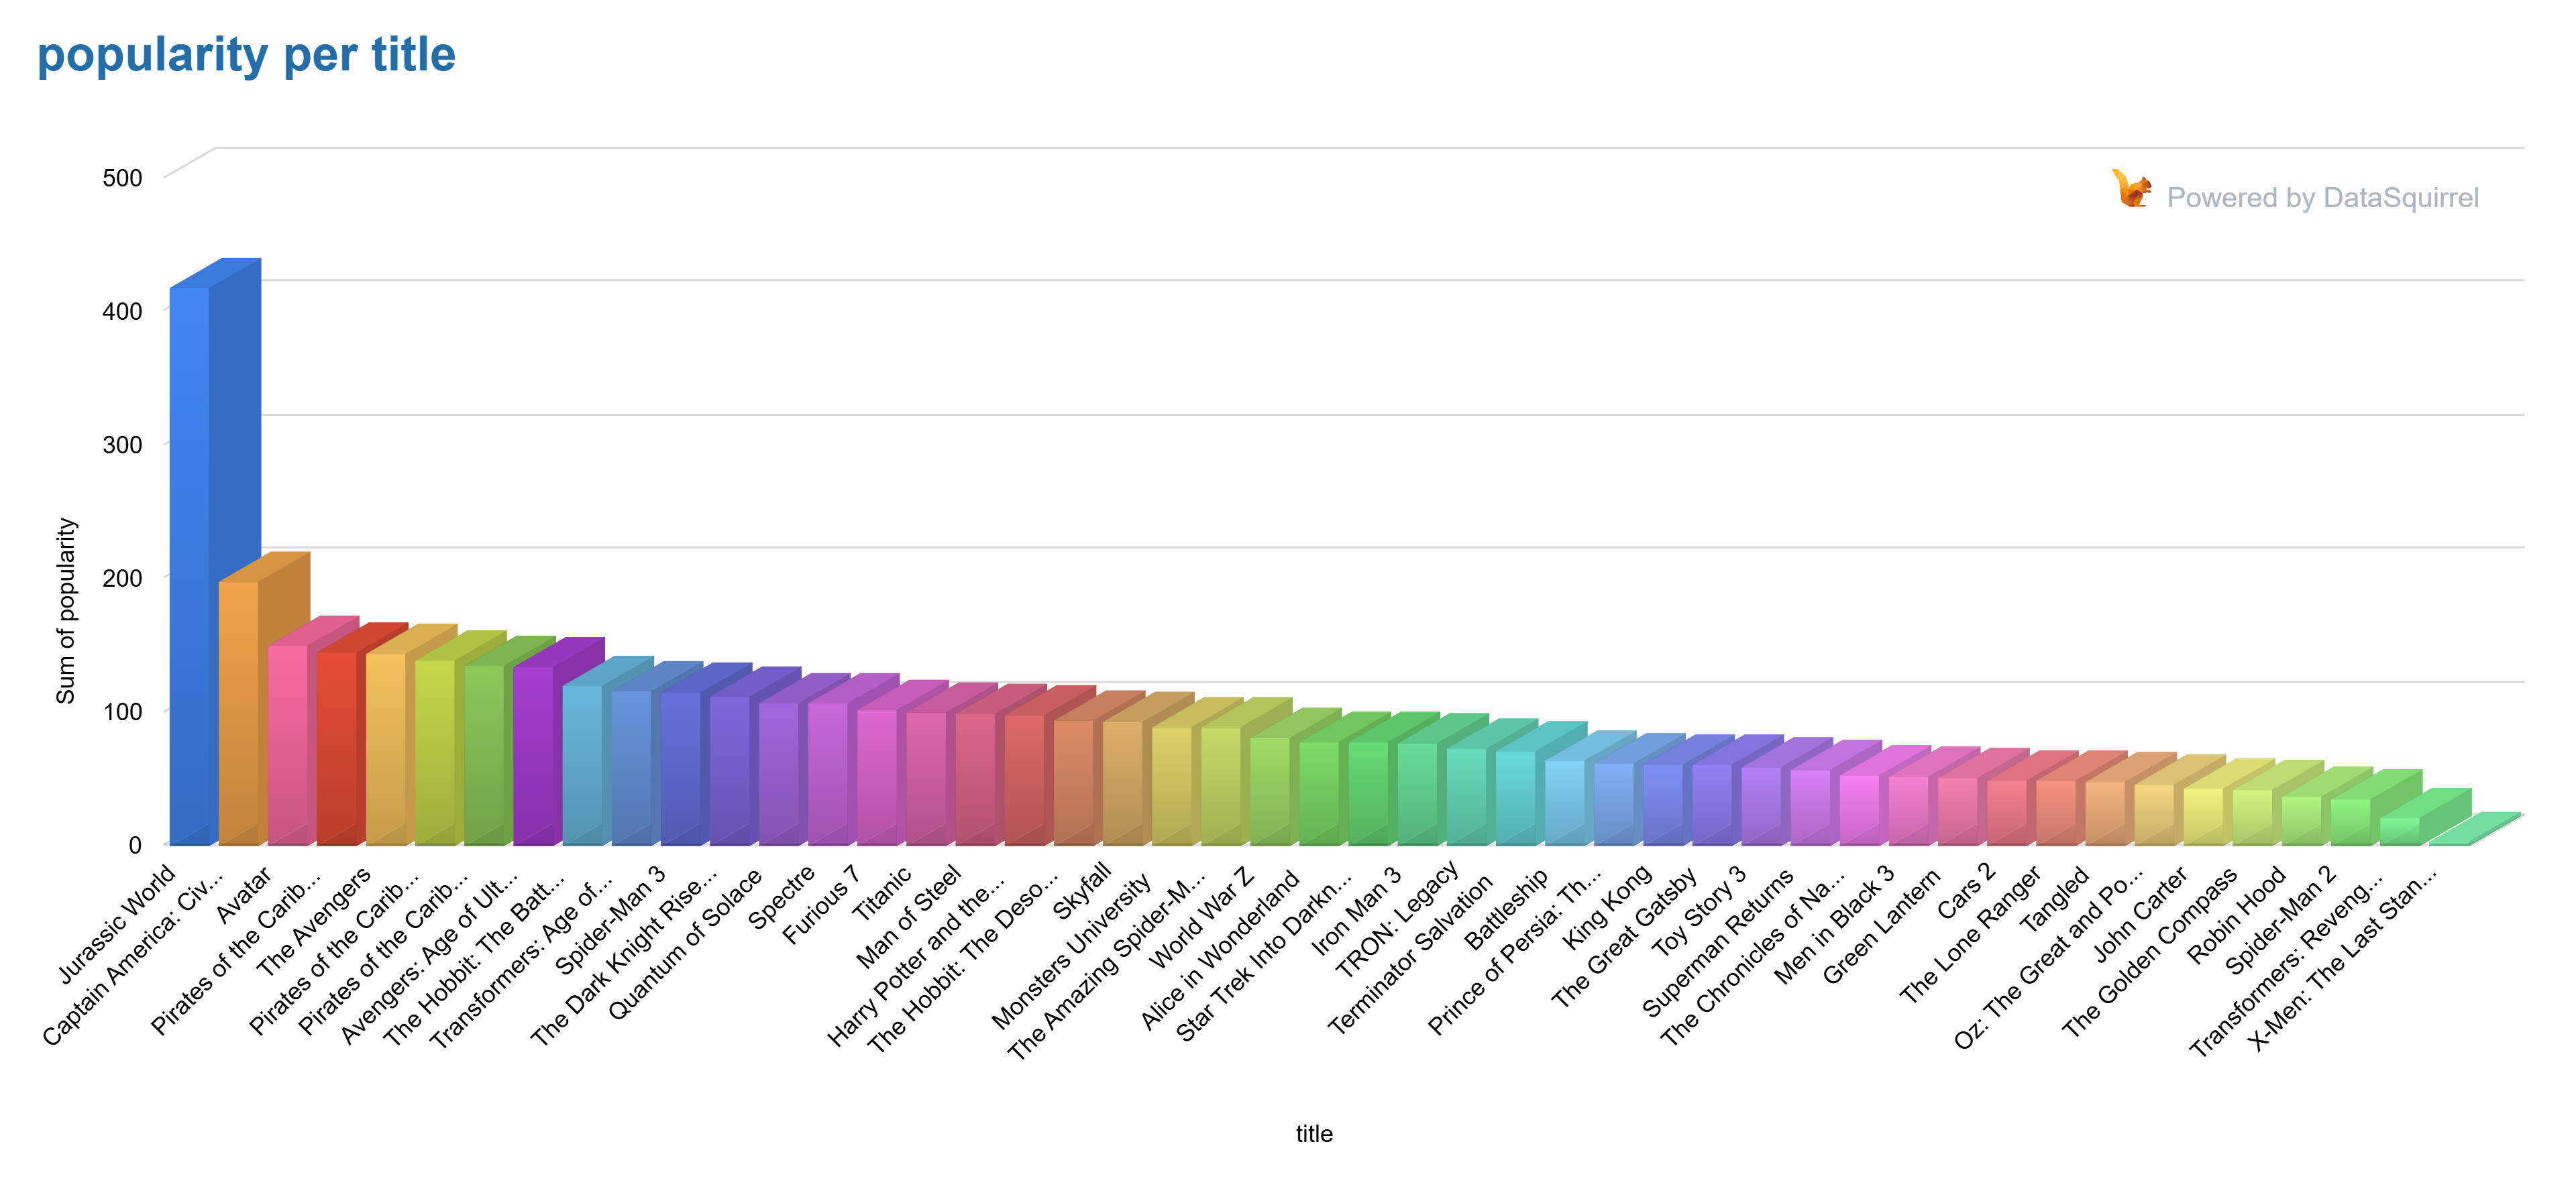 popularity per title
Powered by DataSquirrel
500
400
300
200
100
0
Sum of popularity
Jurassic World
Captain America: Civ...
Avatar
Pirates of the Carib...
The Avengers
Pirates of the Carib...
Pirates of the Carib...
Avengers: Age of Ult...
The Hobbit: The Batt...
Transformers: Age of...
Spider-Man 3
The Dark Knight Rise...
Quantum of Solace
Spectre
Furious 7
Titanic
Man of Steel
Harry Potter and the...
The Hobbit: The Deso...
Skyfall
Monsters University
The Amazing Spider-M...
World War Z
Alice in Wonderland
Star Trek Into Darkn...
Iron Man 3
TRON: Legacy
Terminator Salvation
Battleship
Prince of Persia: Th...
King Kong
The Great Gatsby
Toy Story 3
Superman Returns
The Chronicles of Na...
Men in Black 3
Green Lantern
Cars 2
The Lone Ranger
Tangled
Oz: The Great and Po...
John Carter
The Golden Compass
Robin Hood
Spider-Man 2
Transformers: Reveng...
X-Men: The Last Stan...
title